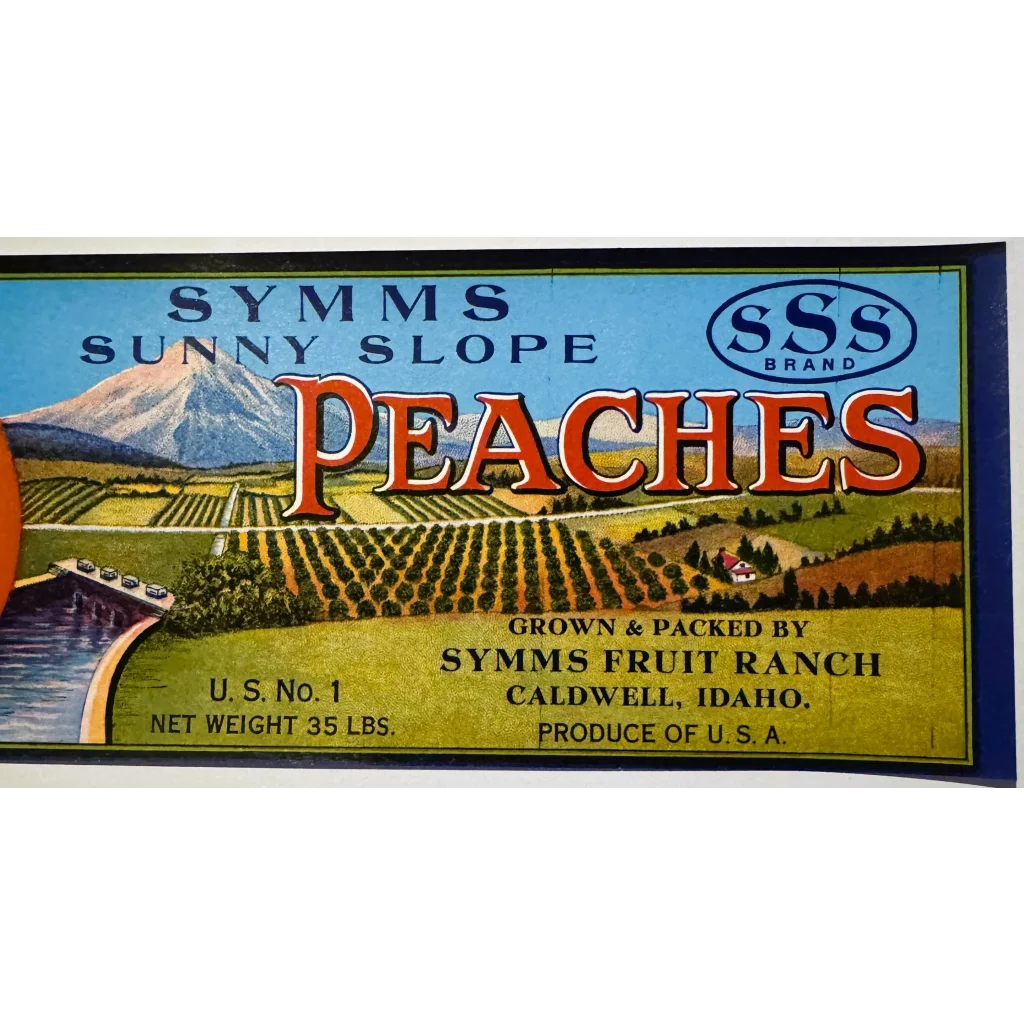 SYMMS
SUNNY SLOPE
PEACHES
SSS
BRAND
GROWN & PACKED BY
SYMMS FRUIT RANCH
CALDWELL, IDAHO.
PRODUCE OF U. S. A.
U. S. No. 1
NET WEIGHT 35 LBS.